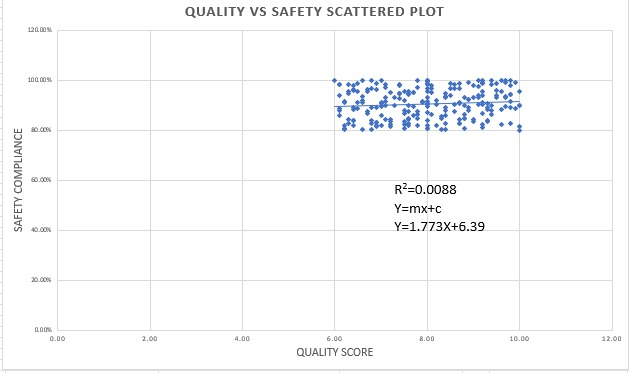 QUALITY VS SAFETY SCATTERED PLOT
120.00%
100.00%
80.00%
60.00%
40.00%
20.00%
0.00%
SAFETY COMPLIANCE
R²=0.0088
Y=mx+c
Y=1.773X+6.39
0.00 2.00 4.00 6.00 8.00 10.00 12.00
QUALITY SCORE